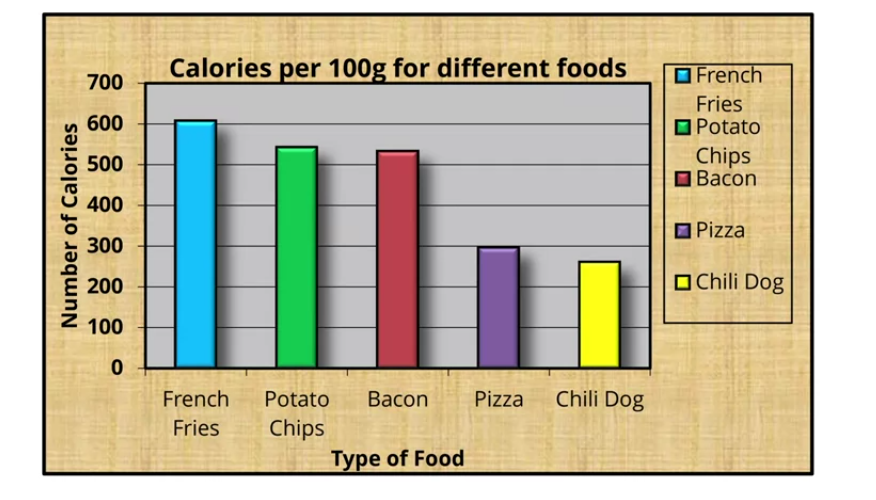 Calories per 100g for different foods
Number of Calories
700
600
500
400
300
200
100
0
French
Fries
Potato
Chips
Bacon
Pizza
Chili Dog
Type of Food
French
Fries
Potato
Chips
Bacon
Pizza
Chili Dog